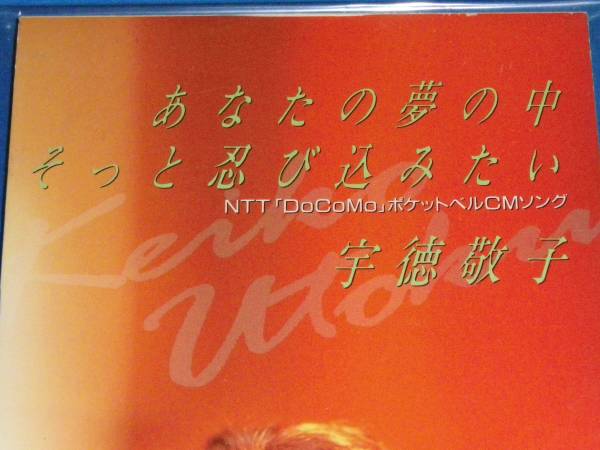 あなたの夢の中
そっと忍び込みたい
NTT「DoCoMo」ポケットベルCMソング
宇徳敬子
Keiko
Utoku